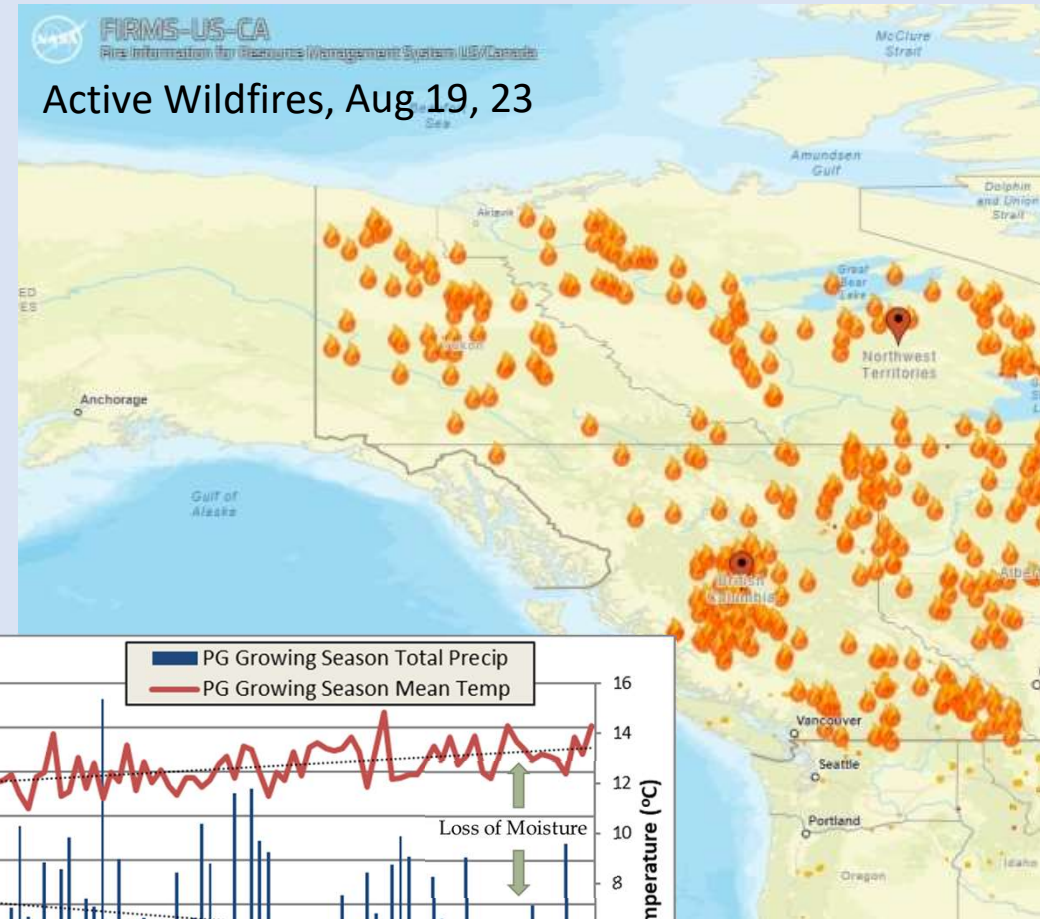 NASA
FIRMS-US-CA
Fire Information for Resource Management System US/Canada
Active Wildfires, Aug 19, 23
Sea
McClure
Strait
Amundsen
Gulf
Dolphin
and Union
Strait
Aklavik
Great
Bear
Lake
Northwest
Territories
Yukon
Anchorage
Gulf of
Alaska
British
Columbia
Vancouver
Seattle
Portland
Oregon
Idaho
PG Growing Season Total Precip
PG Growing Season Mean Temp
16
14
12
10
8
Loss of Moisture
(ºC)